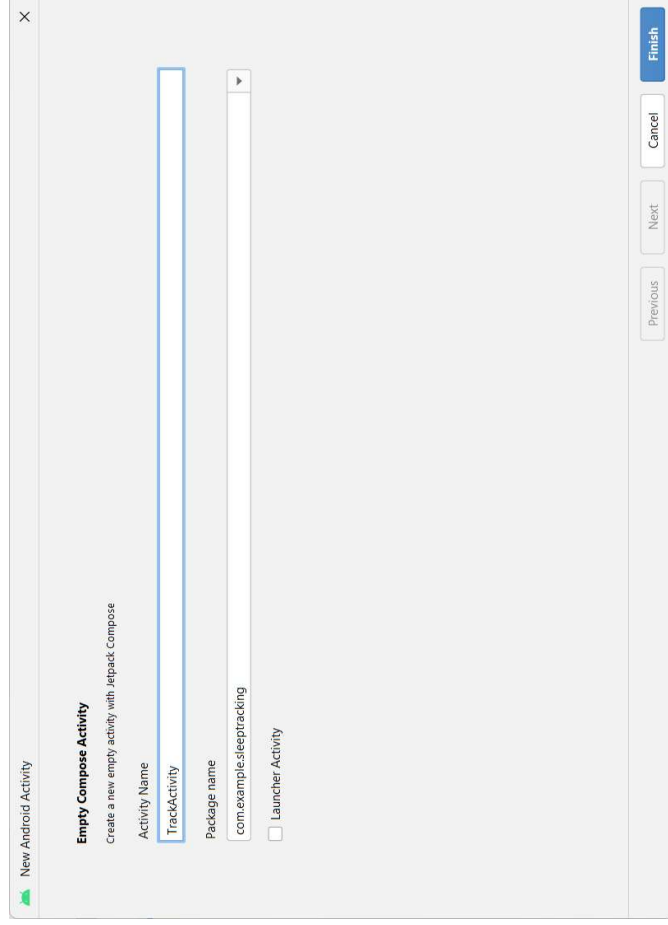 New Android Activity
Empty Compose Activity
Create a new empty activity with Jetpack Compose
Activity Name
TrackActivity
Package name
com.example.sleeptracking
Launcher Activity
Previous Next Cancel Finish